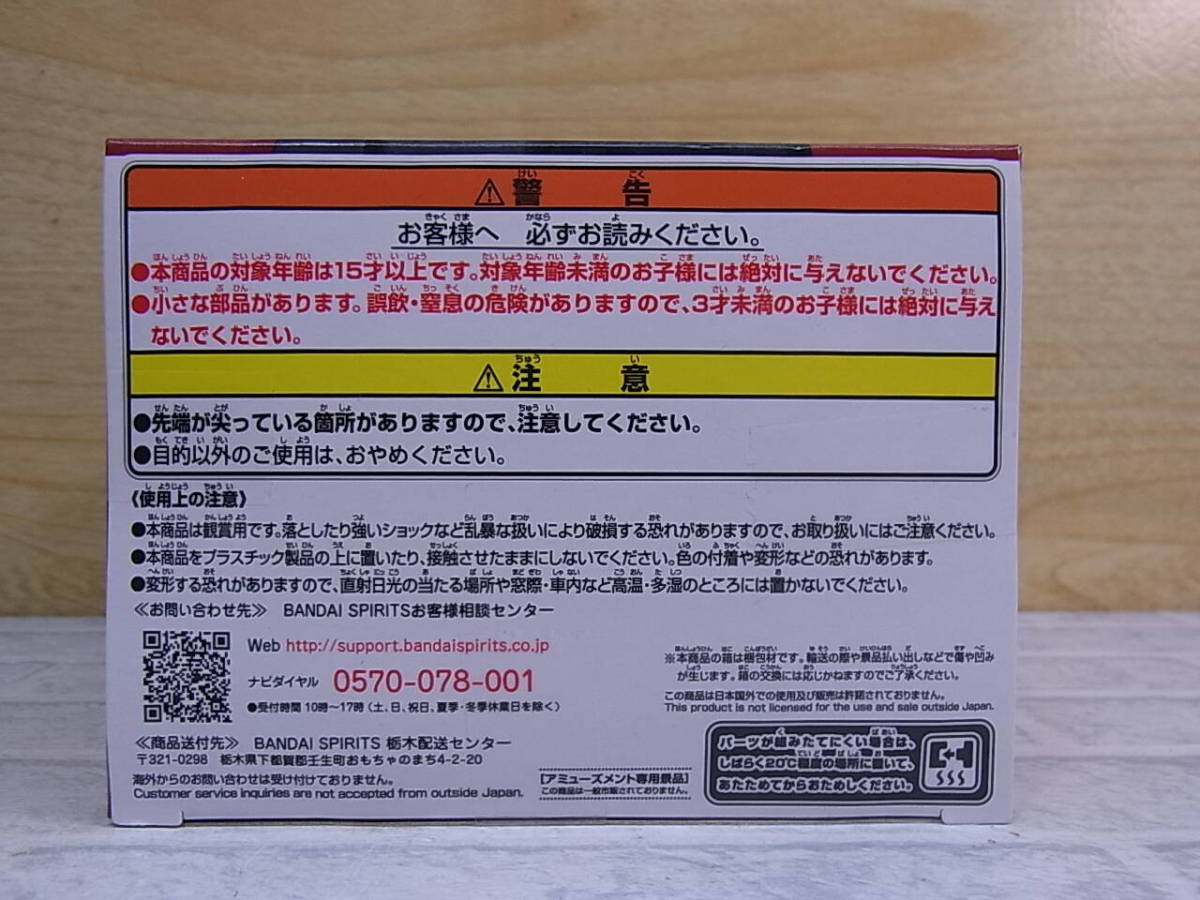 ⚠警告
お客様へ 必ずお読みください。
●本商品の対象年齢は15才以上です。対象年齢未満のお子様には絶対に与えないでください。
●小さな部品があります。誤飲・窒息の危険がありますので、3才未満のお子様には絶対に与え
ないでください。
⚠注意
●先端が尖っている箇所がありますので、注意してください。
●目的以外のご使用は、おやめください。
《使用上の注意》
●本商品は観賞用です。落としたり強いショックなど乱暴な扱いにより破損する恐れがありますので、お取り扱いにはご注意ください。
●本商品をプラスチック製品の上に置いたり、接触させたままにしないでください。色の付着や変形などの恐れがあります。
●変形する恐れがありますので、直射日光の当たる場所や窓際・車内など高温・多湿のところには置かないでください。
≪お問い合わせ先≫ BANDAI SPIRITSお客様相談センター
Web http://support.bandaispirits.co.jp
ナビダイヤル 0570-078-001
●受付時間 10時〜17時(土、日、祝日、夏季・冬季休業日を除く)
≪商品送付先≫ BANDAI SPIRITS 栃木配送センター
〒321-0298 栃木県下都賀郡壬生町おもちゃのまち4-2-20
海外からのお問い合わせは受け付けておりません。
Customer service inquiries are not accepted from outside Japan.
※本商品の箱は梱包材です。輸送の際や景品払い出しなどで傷や凹み
が生じます。箱の交換には応じかねますのでご了承ください。
この商品は日本国外での使用及び販売は許諾されておりません。
This product is not licensed for the use and sale outside Japan.
[アミューズメント専用景品]
この商品は一般市販されておりません。
パーツが組みたてにくい場合は、
しばらく20℃程度の場所に置いて、
あたためてからおためしください。